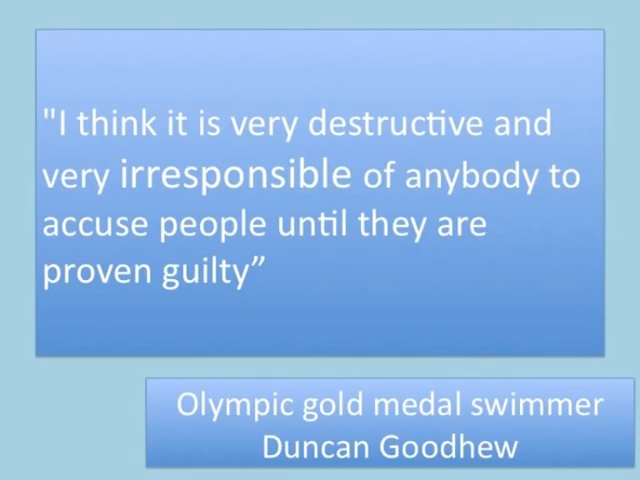 "I think it is very destructive and
very irresponsible of anybody to
accuse people until they are
proven guilty”
Olympic gold medal swimmer
Duncan Goodhew